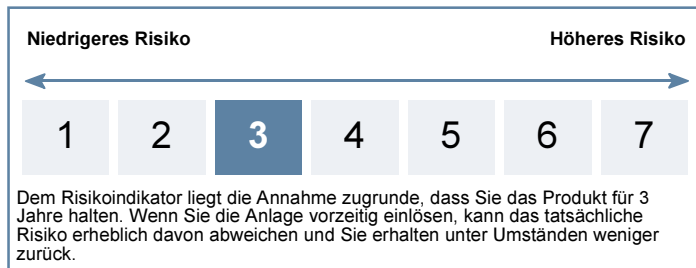 Niedrigeres Risiko Höheres Risiko
1 2 3 4 5 6 7
Dem Risikoindikator liegt die Annahme zugrunde, dass Sie das Produkt für 3
Jahre halten. Wenn Sie die Anlage vorzeitig einlösen, kann das tatsächliche
Risiko erheblich davon abweichen und Sie erhalten unter Umständen weniger
zurück.